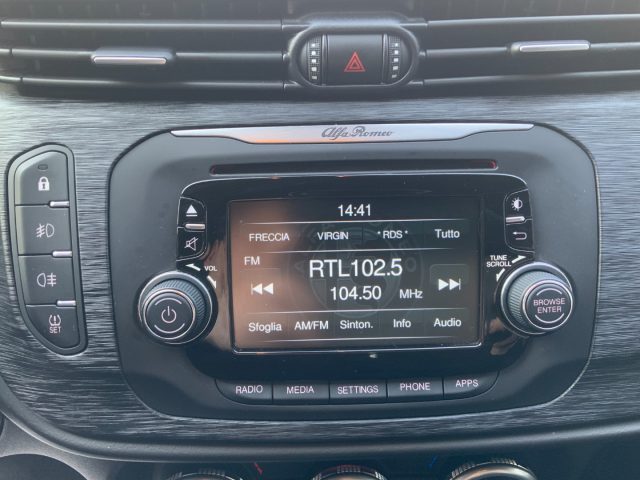 Alfa Romeo
14:41
FRECCIA VIRGIN *RDS* Tutto
FM
RTL102.5
104.50 MHz
Sfoglia AM/FM Sinton. Info Audio
VOL
TUNE
SCROLL
BROWSE
ENTER
SET
RADIO MEDIA SETTINGS PHONE APPS